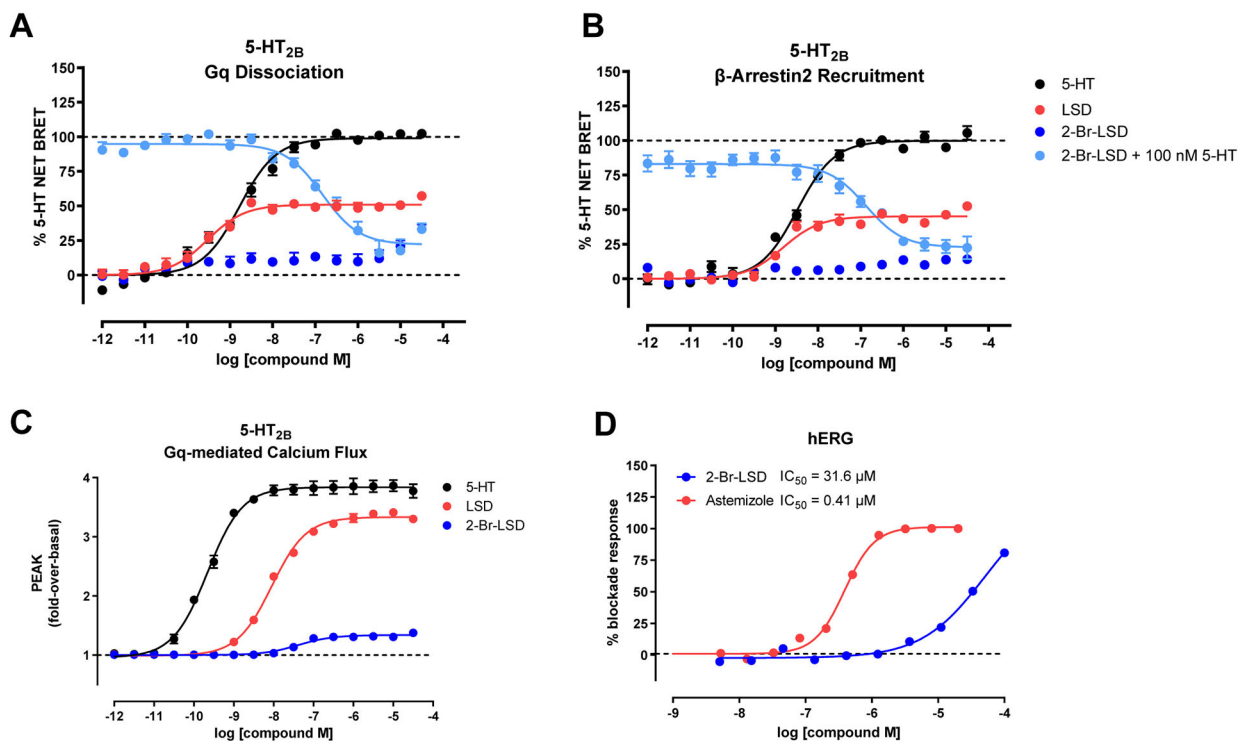 A
5-HT2B
Gq Dissociation
% 5-HT NET BRET
150
125
100
75
50
25
0
-12 -11 -10 -9 -8 -7 -6 -5 -4
log [compound M]
B
5-HT2B
β-Arrestin2 Recruitment
% 5-HT NET BRET
150
125
100
75
50
25
0
-12 -11 -10 -9 -8 -7 -6 -5 -4
log [compound M]
5-HT
LSD
2-Br-LSD
2-Br-LSD + 100 nM 5-HT
C
5-HT2B
Gq-mediated Calcium Flux
PEAK
(fold-over-basal)
4
3
2
1
-12 -11 -10 -9 -8 -7 -6 -5 -4
log [compound M]
5-HT
LSD
2-Br-LSD
D
hERG
% blockade response
150
125
100
75
50
25
0
2-Br-LSD IC50 = 31.6 µM
Astemizole IC50 = 0.41 µM
-9 -8 -7 -6 -5 -4
log [compound M]